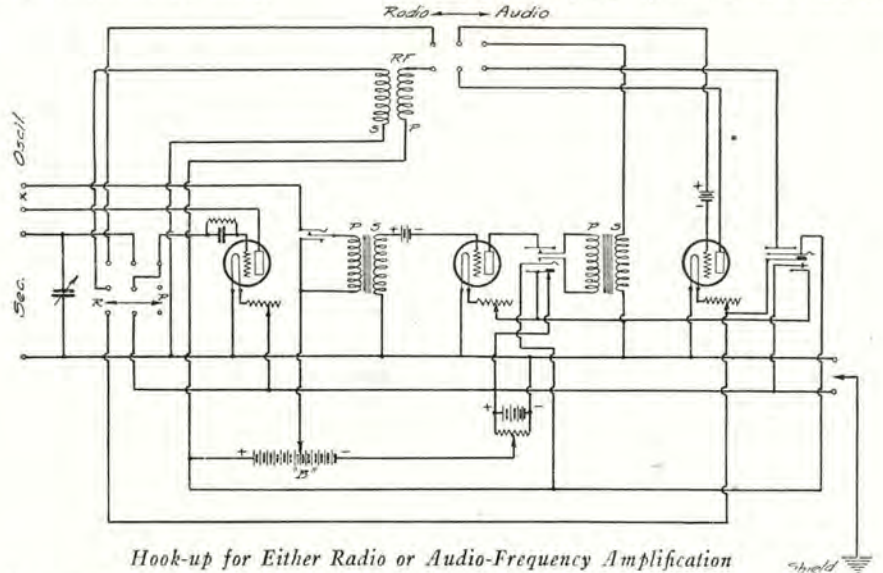 Radio Audio
RF
S P
Oscil.
x
Sec.
R
P S
+ -
P S
+
-
+ -
+ -
"B"
Hook-up for Either Radio or Audio-Frequency Amplification
Shield